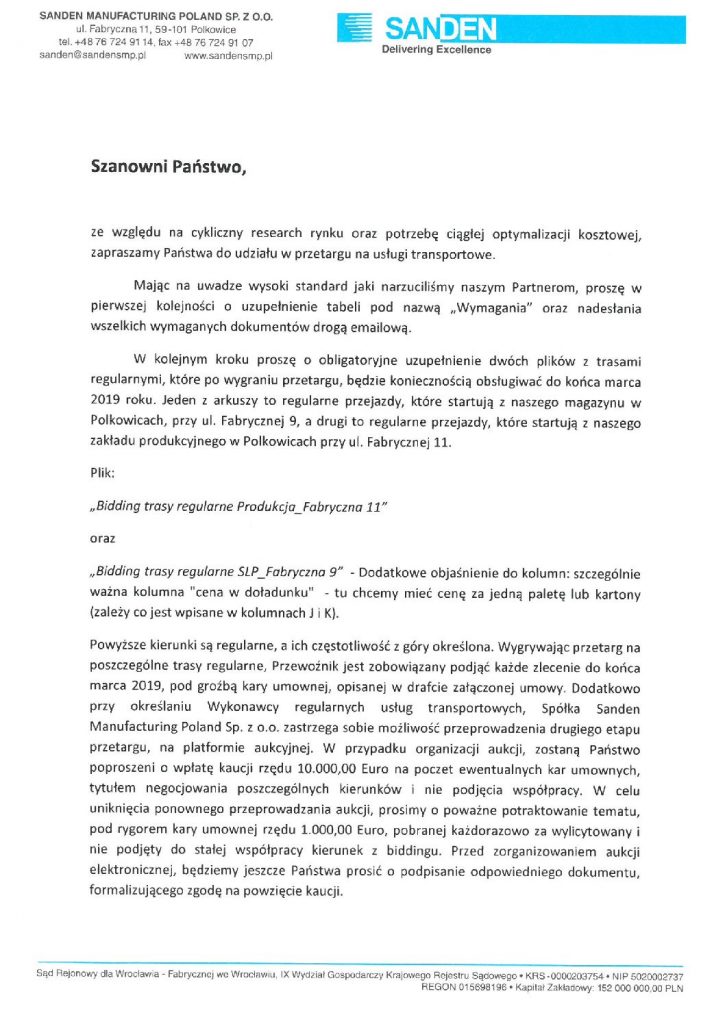 SANDEN MANUFACTURING POLAND SP. Z O.O.
ul. Fabryczna 11, 59-101 Polkowice
tel. +48 76 724 91 14, fax +48 76 724 91 07
sanden@sandensmp.pl www.sandensmp.pl
SANDEN
Delivering Excellence
Szanowni Państwo,
ze względu na cykliczny research rynku oraz potrzebę ciągłej optymalizacji kosztowej,
zapraszamy Państwa do udziału w przetargu na usługi transportowe.
Mając na uwadze wysoki standard jaki narzuciliśmy naszym Partnerom, proszę w
pierwszej kolejności o uzupełnienie tabeli pod nazwą „Wymagania” oraz nadesłania
wszelkich wymaganych dokumentów drogą emailową.
W kolejnym kroku proszę o obligatoryjne uzupełnienie dwóch plików z trasami
regularnymi, które po wygraniu przetargu, będzie koniecznością obsługiwać do końca marca
2019 roku. Jeden z arkuszy to regularne przejazdy, które startują z naszego magazynu w
Polkowicach, przy ul. Fabrycznej 9, a drugi to regularne przejazdy, które startują z naszego
zakładu produkcyjnego w Polkowicach przy ul. Fabrycznej 11.
Plik:
„Bidding trasy regularne Produkcja_Fabryczna 11”
oraz
„Bidding trasy regularne SLP_Fabryczna 9” - Dodatkowe objaśnienie do kolumn: szczególnie
ważna kolumna "cena w doładunku" - tu chcemy mieć cenę za jedną paletę lub kartony
(zależy co jest wpisane w kolumnach J i K).
Powyższe kierunki są regularne, a ich częstotliwość z góry określona. Wygrywając przetarg na
poszczególne trasy regularne, Przewoźnik jest zobowiązany podjąć każde zlecenie do końca
marca 2019, pod groźbą kary umownej, opisanej w drafcie załączonej umowy. Dodatkowo
przy określaniu Wykonawcy regularnych usług transportowych, Spółka Sanden
Manufacturing Poland Sp. z o.o. zastrzega sobie możliwość przeprowadzenia drugiego etapu
przetargu, na platformie aukcyjnej. W przypadku organizacji aukcji, zostaną Państwo
poproszeni o wpłatę kaucji rzędu 10.000,00 Euro na poczet ewentualnych kar umownych,
tytułem negocjowania poszczególnych kierunków i nie podjęcia współpracy. W celu
uniknięcia ponownego przeprowadzania aukcji, prosimy o poważne potraktowanie tematu,
pod rygorem kary umownej rzędu 1.000,00 Euro, pobranej każdorazowo za wylicytowany i
nie podjęty do stałej współpracy kierunek z biddingu. Przed zorganizowaniem aukcji
elektronicznej, będziemy jeszcze Państwa prosić o podpisanie odpowiedniego dokumentu,
formalizującego zgodę na powzięcie kaucji.
Sąd Rejonowy dla Wrocławia - Fabrycznej we Wrocławiu, IX Wydział Gospodarczy Krajowego Rejestru Sądowego • KRS -0000203754 • NIP 5020002737
REGON 015698196 • Kapitał Zakładowy: 152 000 000,00 PLN